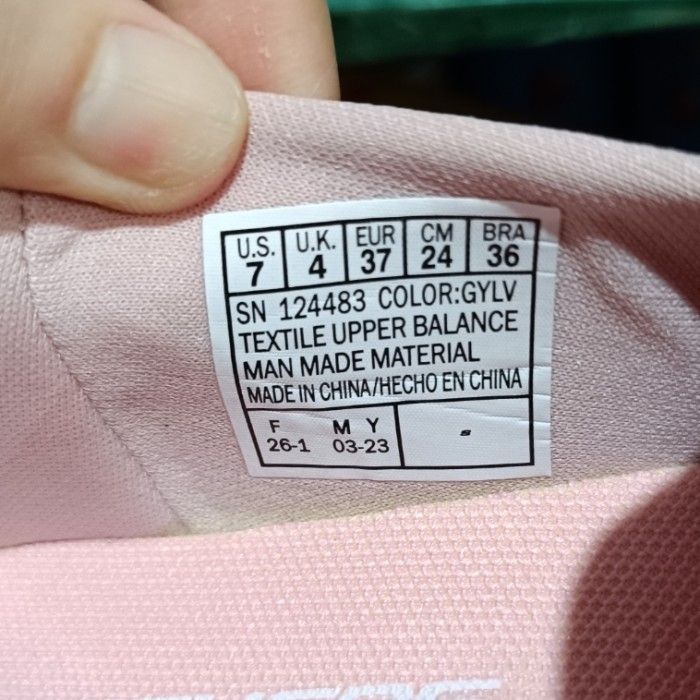 U.S. U.K. EUR CM BRA
7 4 37 24 36
SN 124483 COLOR:GYLV
TEXTILE UPPER BALANCE
MAN MADE MATERIAL
MADE IN CHINA/HECHO EN CHINA
F M Y
26-1 03-23
s